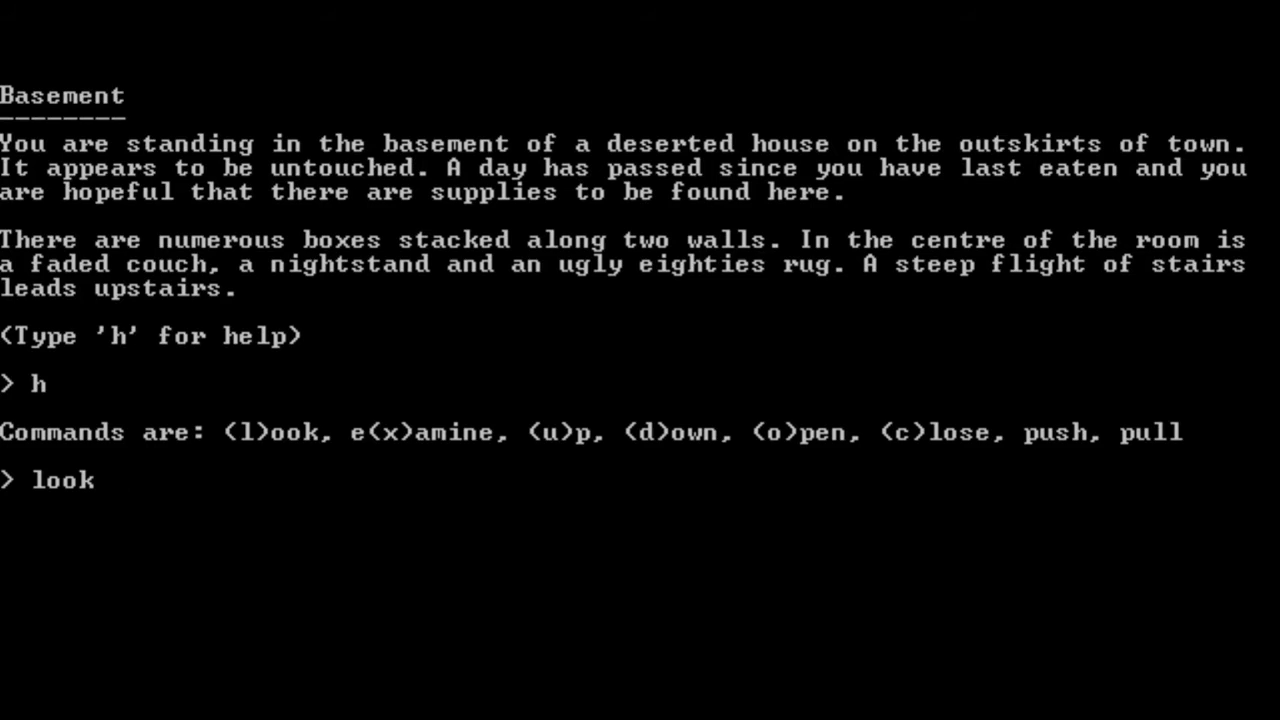 Basement
--------
You are standing in the basement of a deserted house on the outskirts of town.
It appears to be untouched. A day has passed since you have last eaten and you
are hopeful that there are supplies to be found here.
There are numerous boxes stacked along two walls. In the centre of the room is
a faded couch, a nightstand and an ugly eighties rug. A steep flight of stairs
leads upstairs.
(Type 'h' for help)
> h
Commands are: (l)ook, e(x)amine, (u)p, (d)own, (o)pen, (c)lose, push, pull
> look